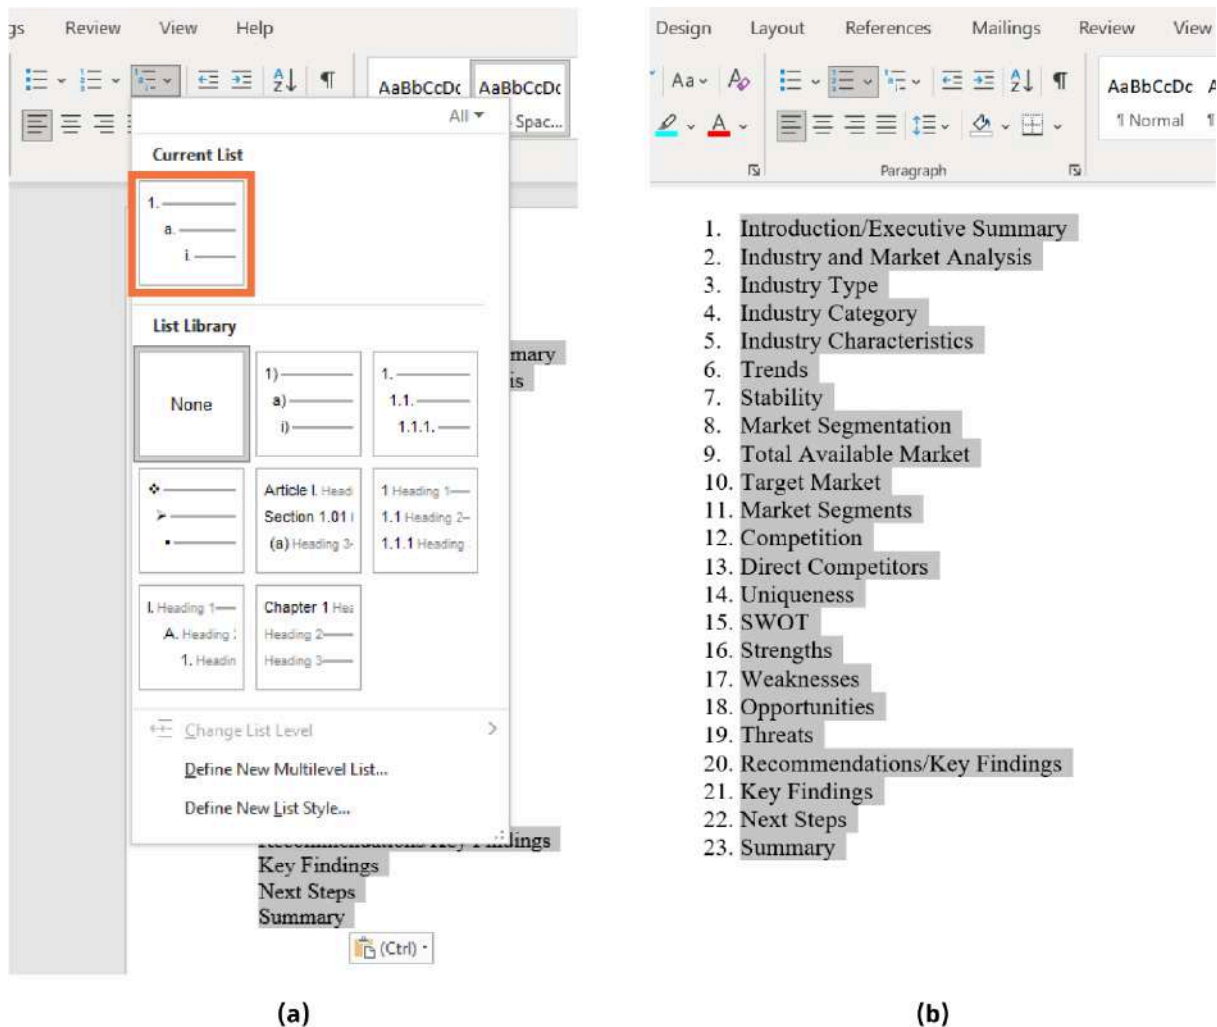 gs Review View Help
AaBbCcDc AaBbCcDc
Spac...
All
Current List
1.
a.
i.
List Library
mary
is
None
1)
a)
i)
1.
1.1.
1.1.1.
Article I. Head
Section 1.01
(a) Heading 3
1 Heading 1
1.1 Heading 2
1.1.1 Heading
I. Heading 1
A. Heading
1. Headin
Chapter 1 Hea
Heading 2
Heading 3
Change List Level
Define New Multilevel List...
Define New List Style...
Recommendations/Key Findings
Key Findings
Next Steps
Summary
(Ctrl)
(a)
Design Layout References Mailings Review View
Aa A
AaBbCcDc A
A
¶ Normal ¶
Paragraph
1. Introduction/Executive Summary
2. Industry and Market Analysis
3. Industry Type
4. Industry Category
5. Industry Characteristics
6. Trends
7. Stability
8. Market Segmentation
9. Total Available Market
10. Target Market
11. Market Segments
12. Competition
13. Direct Competitors
14. Uniqueness
15. SWOT
16. Strengths
17. Weaknesses
18. Opportunities
19. Threats
20. Recommendations/Key Findings
21. Key Findings
22. Next Steps
23. Summary
(b)